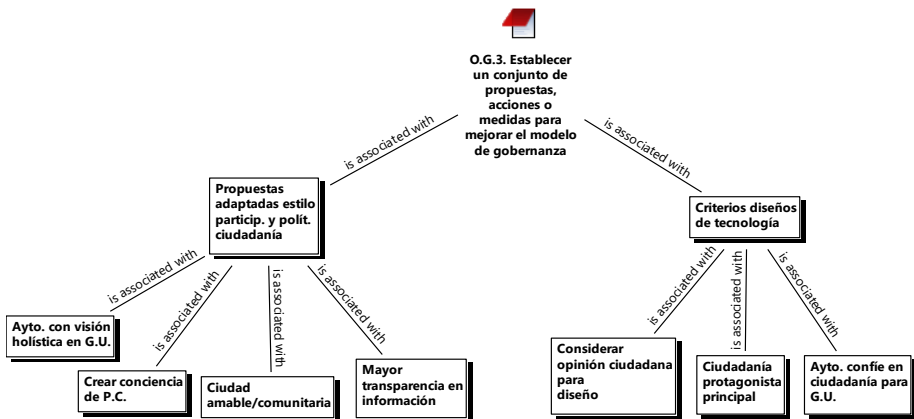 O.G.3. Establecer
un conjunto de
propuestas,
acciones o
medidas para
mejorar el modelo
de gobernanza
is associated with
is associated with
Propuestas
adaptadas estilo
particip. y polít.
ciudadanía
Criterios diseños
de tecnología
is associated with
is associated with
is associated with
is associated with
is associated with
is associated with
is associated with
Ayto. con visión
holística en G.U.
Crear conciencia
de P.C.
Ciudad
amable/comunitaria
Mayor
transparencia en
información
Considerar
opinión ciudadana
para
diseño
Ciudadanía
protagonista
principal
Ayto. confíe en
ciudadanía para
G.U.